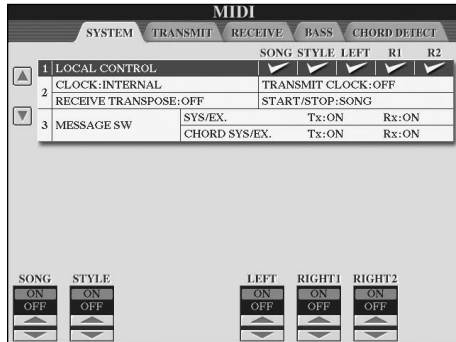 MIDI
SYSTEM TRANSMIT RECEIVE BASS CHORD DETECT
SONG STYLE LEFT R1 R2
1 LOCAL CONTROL
2 CLOCK:INTERNAL TRANSMIT CLOCK:OFF
RECEIVE TRANSPOSE:OFF START/STOP:SONG
3 MESSAGE SW SYS/EX. Tx:ON Rx:ON
CHORD SYS/EX. Tx:ON Rx:ON
SONG STYLE LEFT RIGHT1 RIGHT2
ON ON ON ON ON
OFF OFF OFF OFF OFF